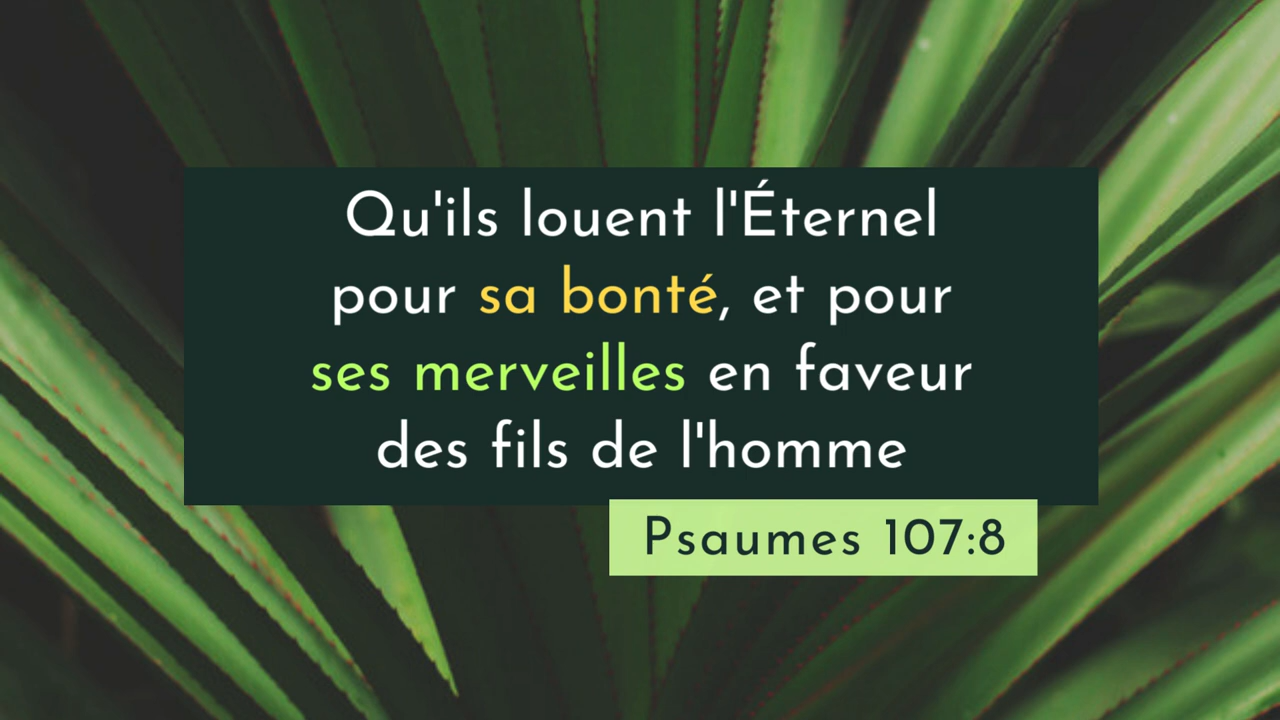 Qu'ils louent l'Éternel
pour sa bonté, et pour
ses merveilles en faveur
des fils de l'homme
Psaumes 107:8